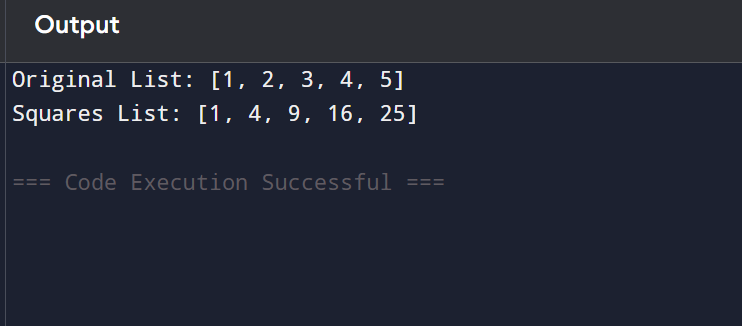 Output
Original List: [1, 2, 3, 4, 5]
Squares List: [1, 4, 9, 16, 25]
=== Code Execution Successful ===